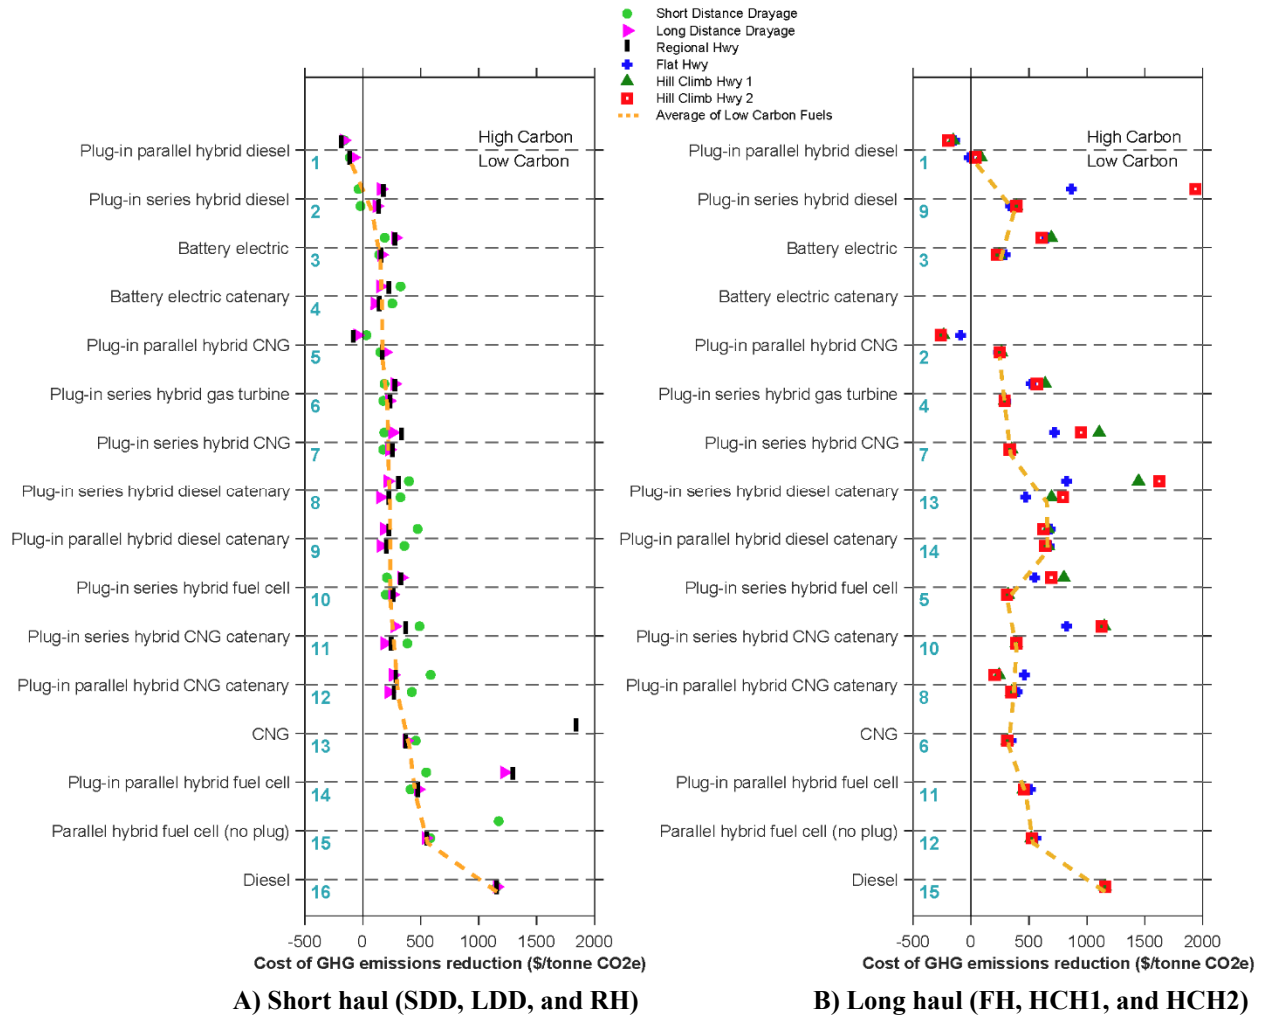 Short Distance Drayage
Long Distance Drayage
Regional Hwy
Flat Hwy
Hill Climb Hwy 1
Hill Climb Hwy 2
Average of Low Carbon Fuels
High Carbon
Low Carbon
Plug-in parallel hybrid diesel
1
Plug-in series hybrid diesel
2
Battery electric
3
Battery electric catenary
4
Plug-in parallel hybrid CNG
5
Plug-in series hybrid gas turbine
6
Plug-in series hybrid CNG
7
Plug-in series hybrid diesel catenary
8
Plug-in parallel hybrid diesel catenary
9
Plug-in series hybrid fuel cell
10
Plug-in series hybrid CNG catenary
11
Plug-in parallel hybrid CNG catenary
12
CNG
13
Plug-in parallel hybrid fuel cell
14
Parallel hybrid fuel cell (no plug)
15
Diesel
16
-500 0 500 1000 1500 2000
Cost of GHG emissions reduction ($/tonne CO2e)
A) Short haul (SDD, LDD, and RH)
High Carbon
Low Carbon
Plug-in parallel hybrid diesel
1
Plug-in series hybrid diesel
9
Battery electric
3
Battery electric catenary
Plug-in parallel hybrid CNG
2
Plug-in series hybrid gas turbine
4
Plug-in series hybrid CNG
7
Plug-in series hybrid diesel catenary
13
Plug-in parallel hybrid diesel catenary
14
Plug-in series hybrid fuel cell
5
Plug-in series hybrid CNG catenary
10
Plug-in parallel hybrid CNG catenary
8
CNG
6
Plug-in parallel hybrid fuel cell
11
Parallel hybrid fuel cell (no plug)
12
Diesel
15
-500 0 500 1000 1500 2000
Cost of GHG emissions reduction ($/tonne CO2e)
B) Long haul (FH, HCH1, and HCH2)